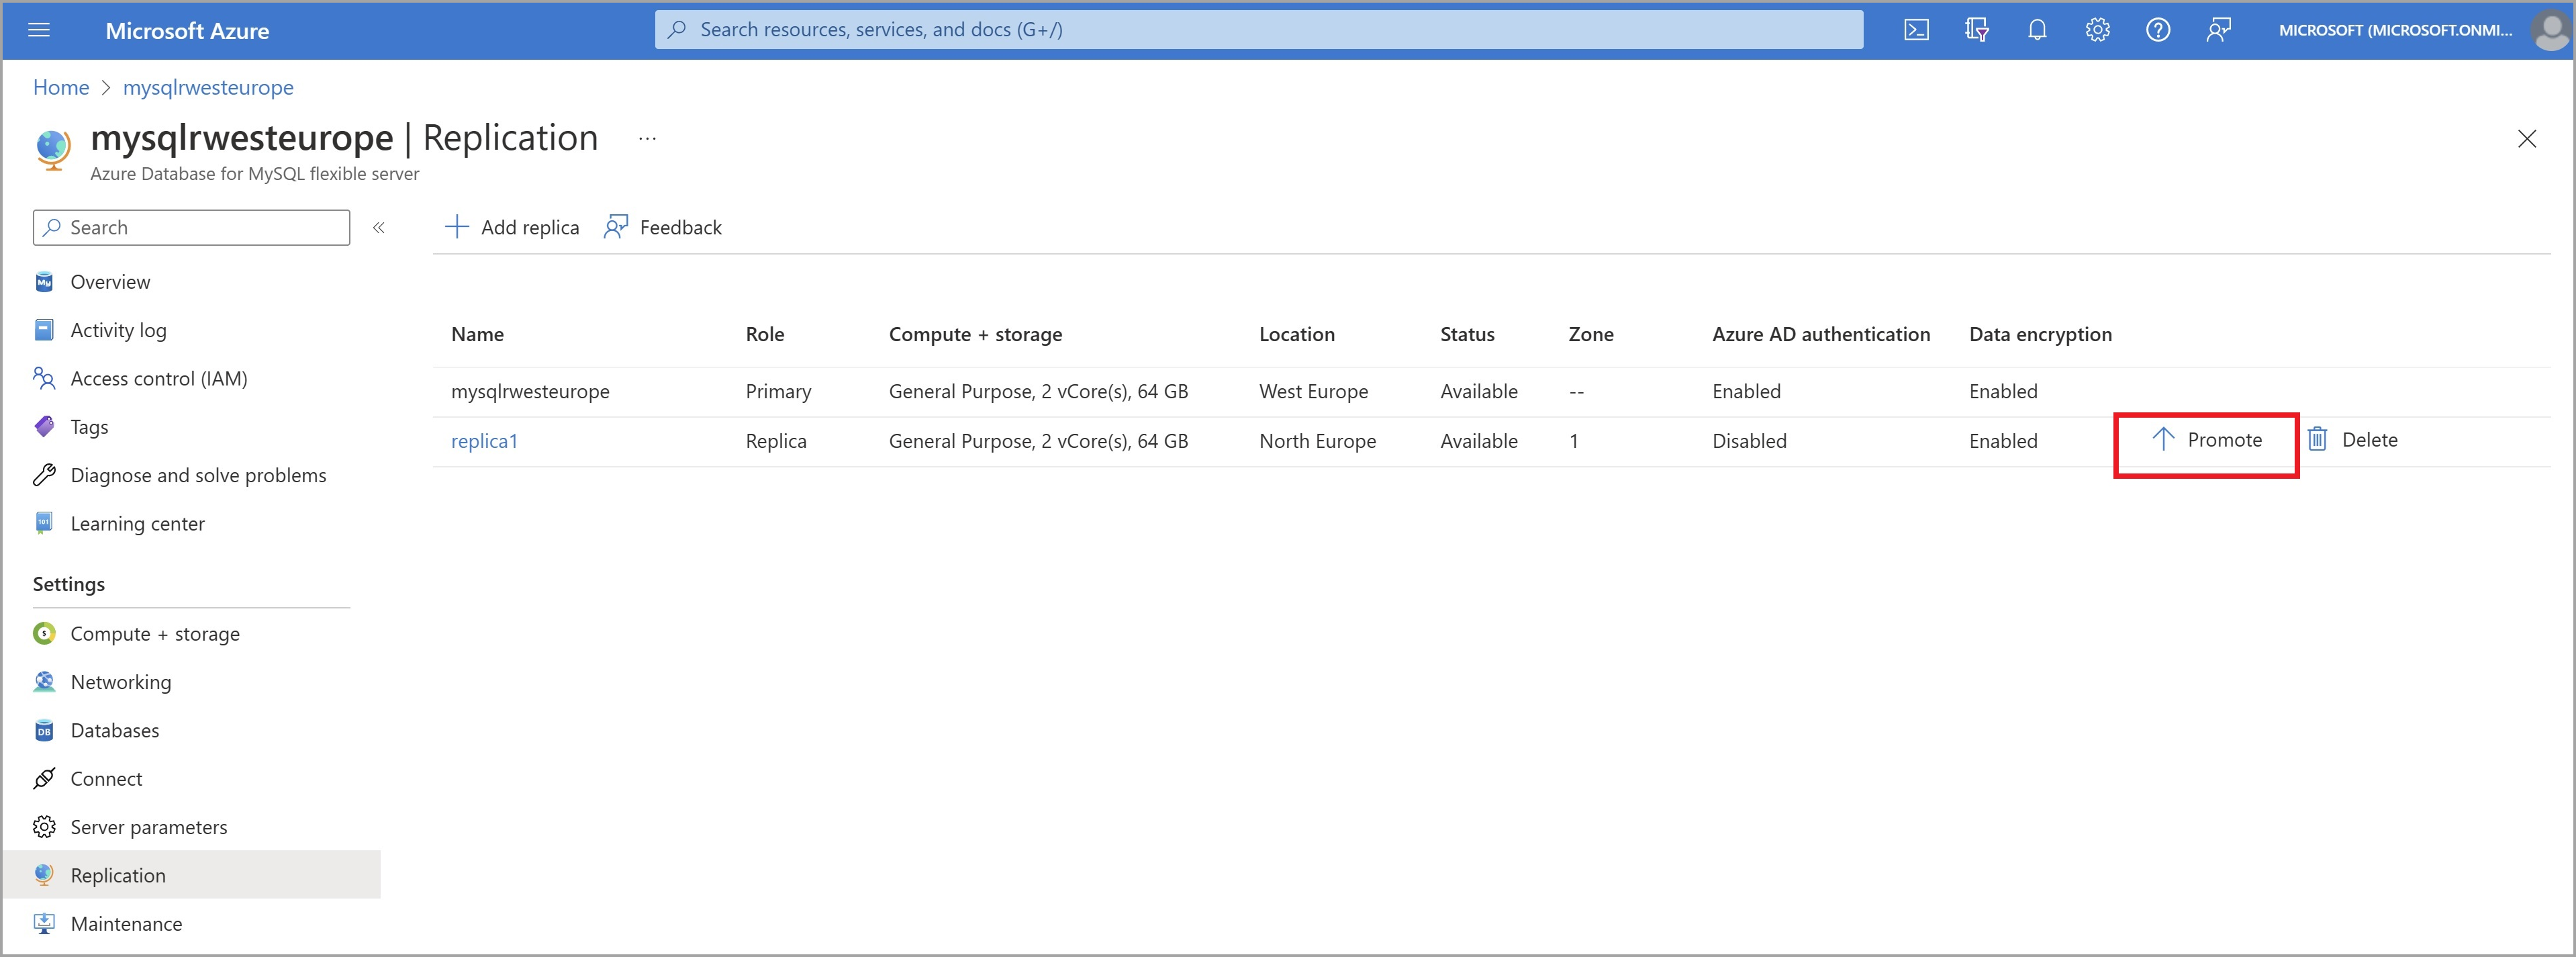 Microsoft Azure
Search resources, services, and docs (G+/)
MICROSOFT (MICROSOFT.ONMI...
Home > mysqlrwesteurope
mysqlrwesteurope | Replication ...
Azure Database for MySQL flexible server
Search «
Add replica Feedback
Overview
Activity log
Access control (IAM)
Tags
Diagnose and solve problems
Learning center
Settings
Compute + storage
Networking
Databases
Connect
Server parameters
Replication
Maintenance
Name Role Compute + storage Location Status Zone Azure AD authentication Data encryption
mysqlrwesteurope Primary General Purpose, 2 vCore(s), 64 GB West Europe Available -- Enabled Enabled
replica1 Replica General Purpose, 2 vCore(s), 64 GB North Europe Available 1 Disabled Enabled Promote Delete